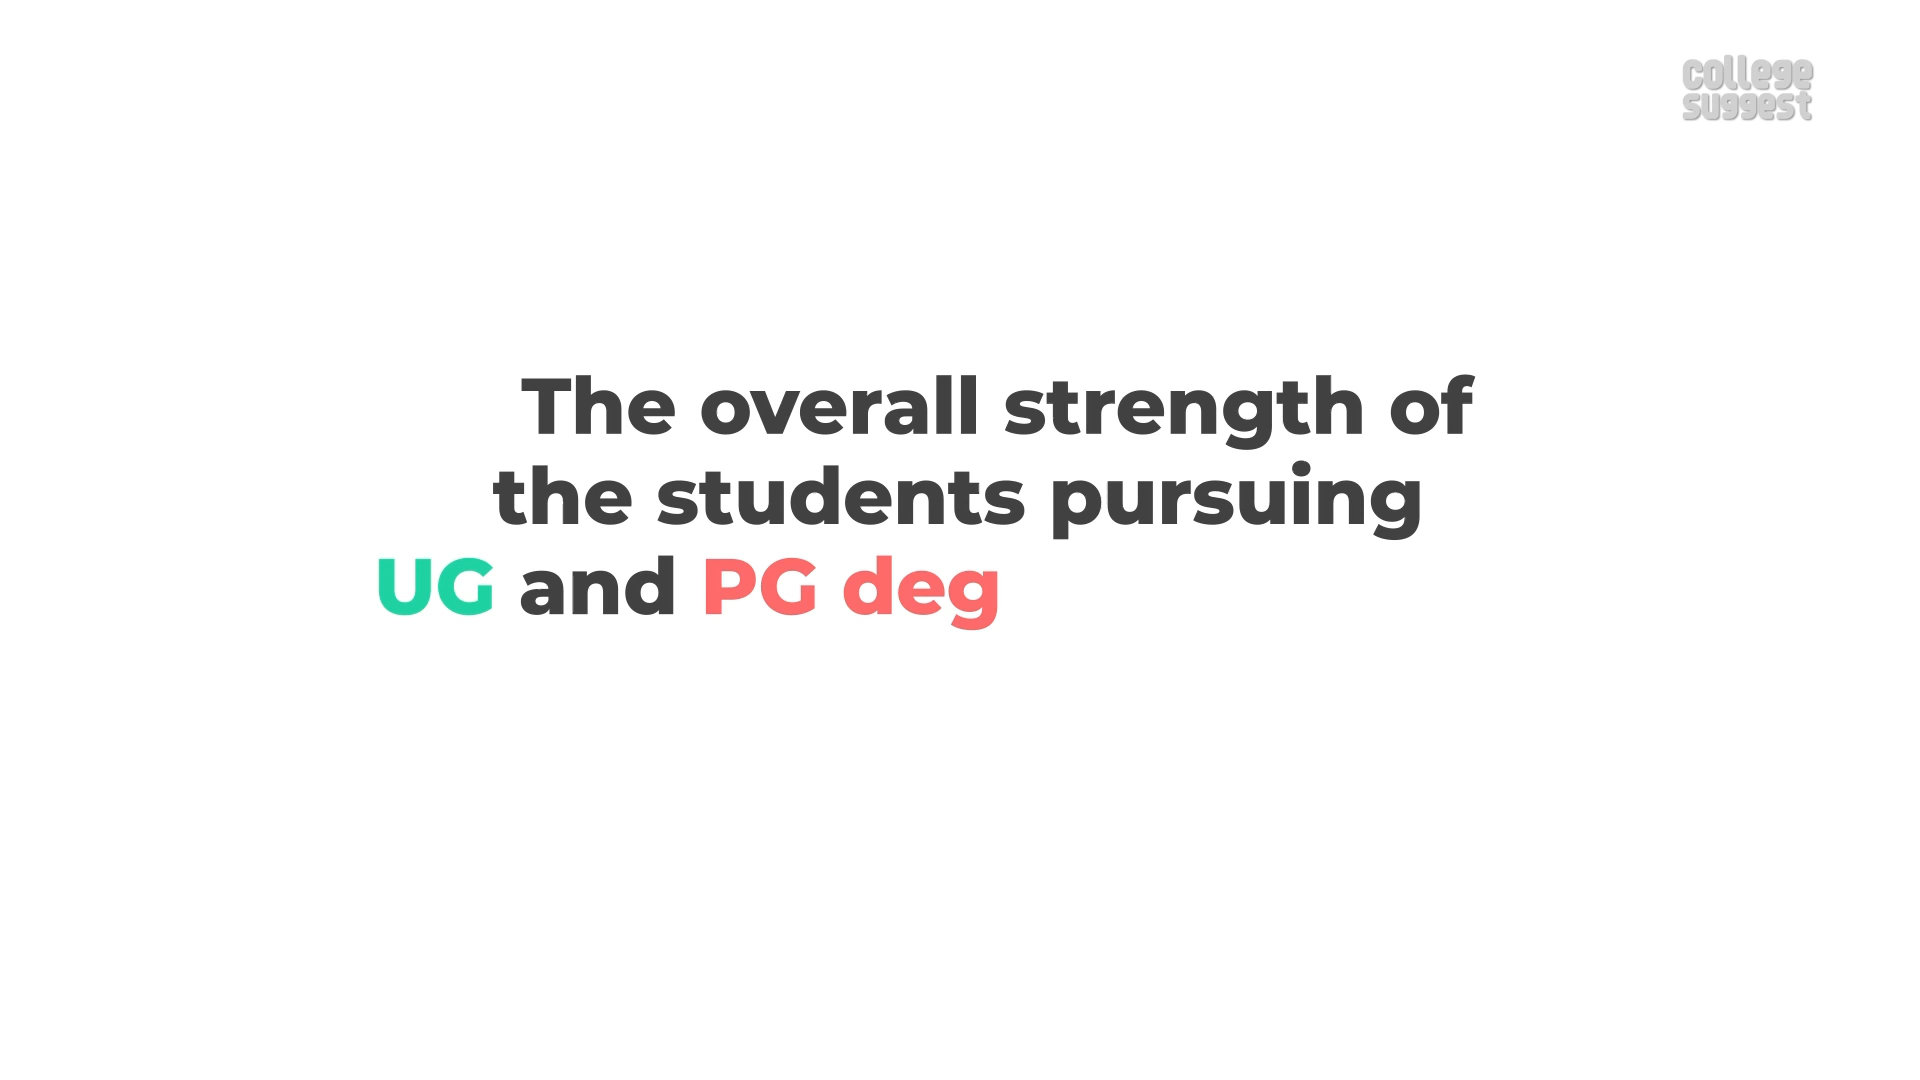 college
suggest
The overall strength of
the students pursuing
UG and PG deg